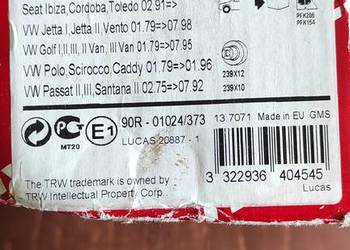 Seat Ibiza,Cordoba,Toledo 02.91=>
PFK206
PFK154
VW Jetta I,Jetta II,Vento 01.79=>07.98
VW Golf I,II,III,II Van,III Van 01.79=>07.95
VW Polo,Scirocco,Caddy 01.79=>01.96
239X12
VW Passat II,III,Santana II 02.75=>07.92
239X10
MT20
E1
90R - 01024/373
13.7071
Made in EU
GMS
LUCAS 20887 - 1
The TRW trademark is owned by
TRW Intellectual Property Corp..
3 322936 404545
Lucas